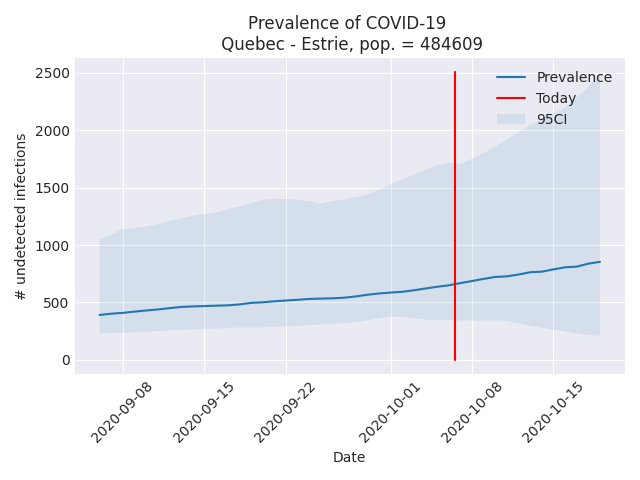 Prevalence of COVID-19
Quebec - Estrie, pop. = 484609
Prevalence
Today
95CI
2500
2000
1500
1000
500
0
# undetected infections
2020-09-08
2020-09-15
2020-09-22
2020-10-01
2020-10-08
2020-10-15
Date